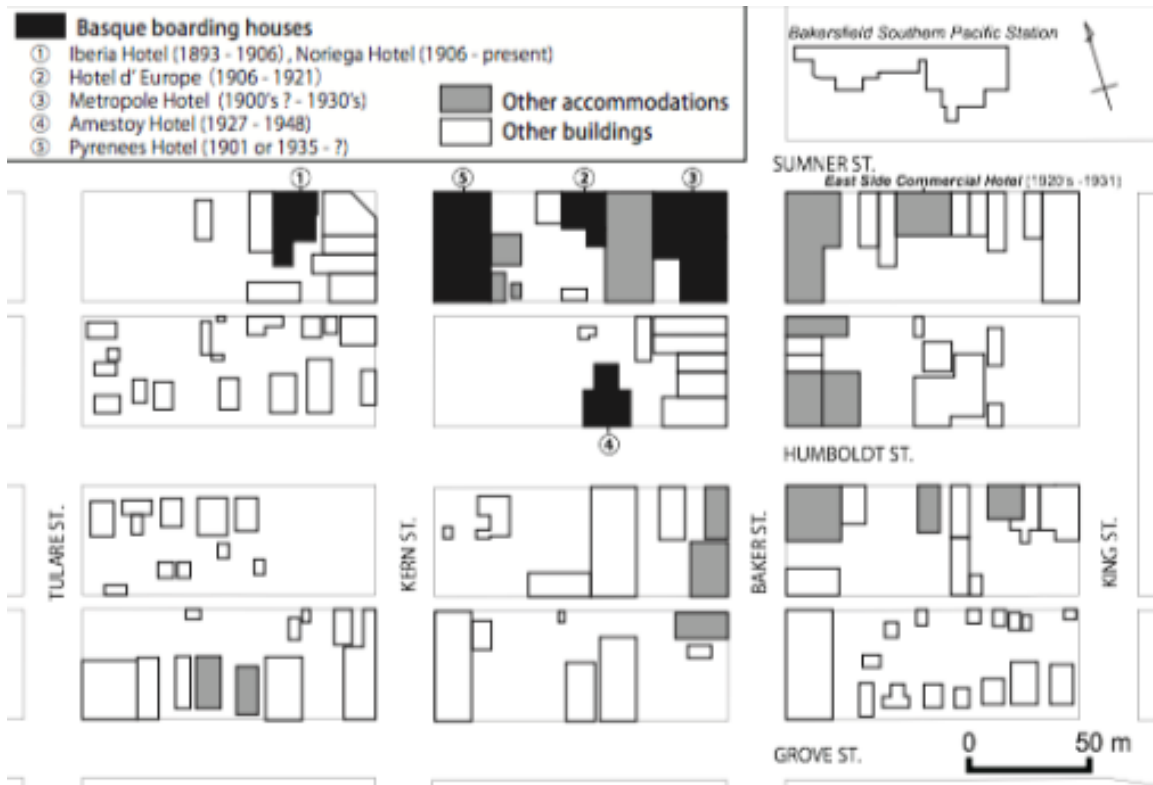 Basque boarding houses
① Iberia Hotel (1893 - 1906) , Noriega Hotel (1906 - present)
② Hotel d' Europe (1906 - 1921)
③ Metropole Hotel (1900's ? - 1930's)
④ Amestoy Hotel (1927 - 1948)
⑤ Pyrenees Hotel (1901 or 1935 - ?)
Other accommodations
Other buildings
Bakersfield Southern Pacific Station
SUMNER ST.
East Side Commercial Hotel (1920's -1931)
①
⑤
②
③
④
HUMBOLDT ST.
TULARE ST.
KERN ST.
BAKER ST.
KING ST.
GROVE ST.
0 50 m